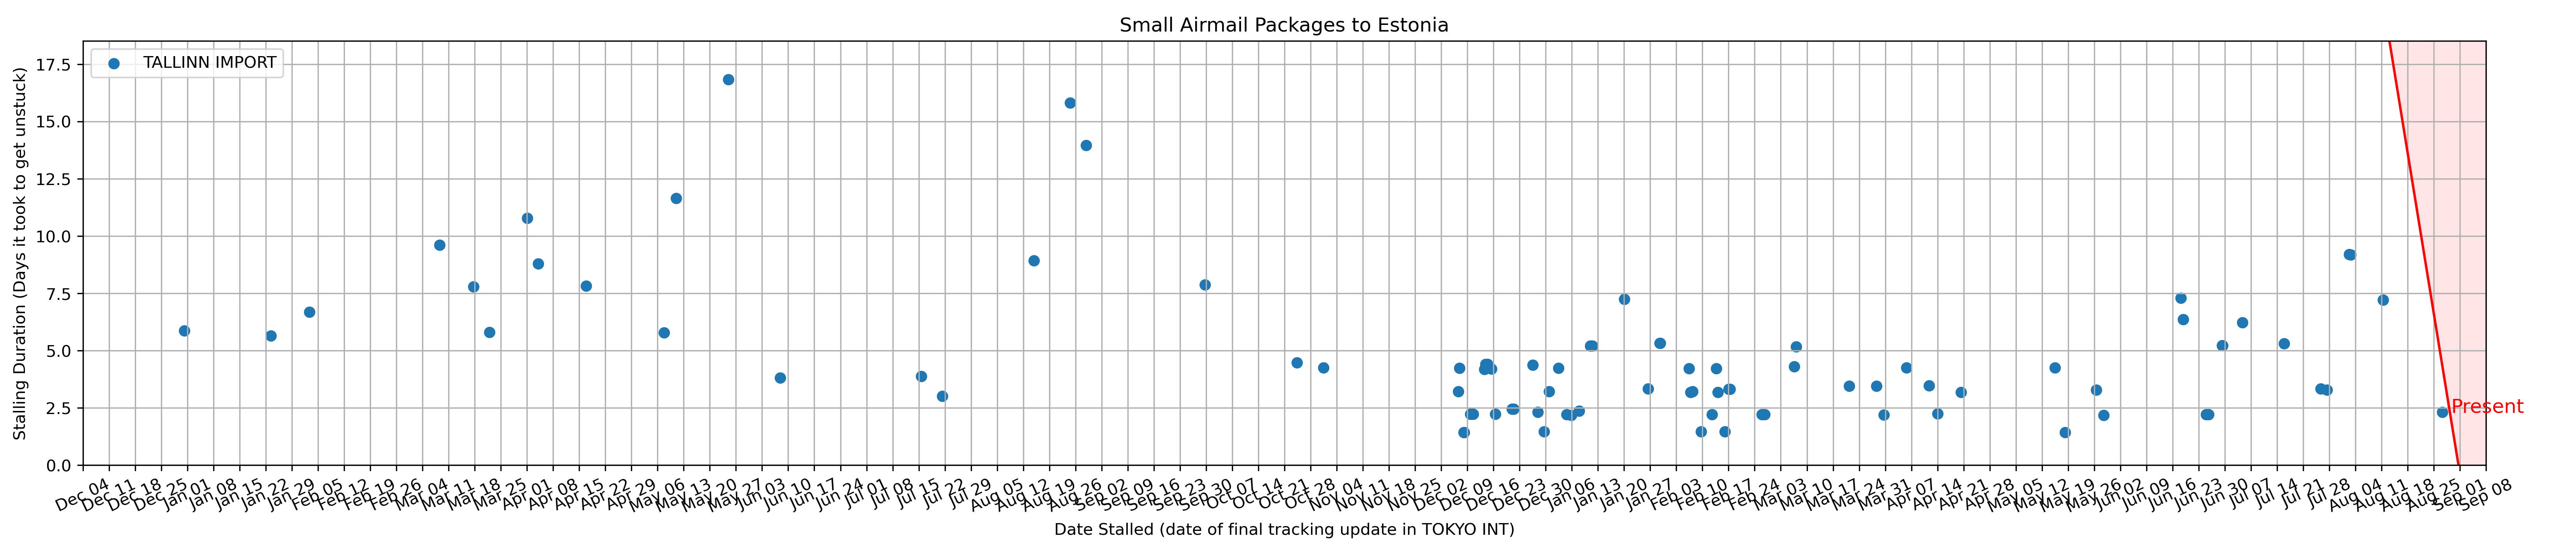 Small Airmail Packages to Estonia
TALLINN IMPORT
Stalling Duration (Days it took to get unstuck)
17.5
15.0
12.5
10.0
7.5
5.0
2.5
0.0
Present
Dec 04
Dec 11
Dec 18
Dec 25
Jan 01
Jan 08
Jan 15
Jan 22
Jan 29
Feb 05
Feb 12
Feb 19
Feb 26
Mar 04
Mar 11
Mar 18
Mar 25
Apr 01
Apr 08
Apr 15
Apr 22
Apr 29
May 06
May 13
May 20
May 27
Jun 03
Jun 10
Jun 17
Jun 24
Jul 01
Jul 08
Jul 15
Jul 22
Jul 29
Aug 05
Aug 12
Aug 19
Aug 26
Sep 02
Sep 09
Sep 16
Sep 23
Sep 30
Oct 07
Oct 14
Oct 21
Oct 28
Nov 04
Nov 11
Nov 18
Nov 25
Dec 02
Dec 09
Dec 16
Dec 23
Dec 30
Jan 06
Jan 13
Jan 20
Jan 27
Feb 03
Feb 10
Feb 17
Feb 24
Mar 03
Mar 10
Mar 17
Mar 24
Mar 31
Apr 07
Apr 14
Apr 21
Apr 28
May 05
May 12
May 19
May 26
Jun 02
Jun 09
Jun 16
Jun 23
Jun 30
Jul 07
Jul 14
Jul 21
Jul 28
Aug 04
Aug 11
Aug 18
Aug 25
Sep 01
Sep 08
Date Stalled (date of final tracking update in TOKYO INT)